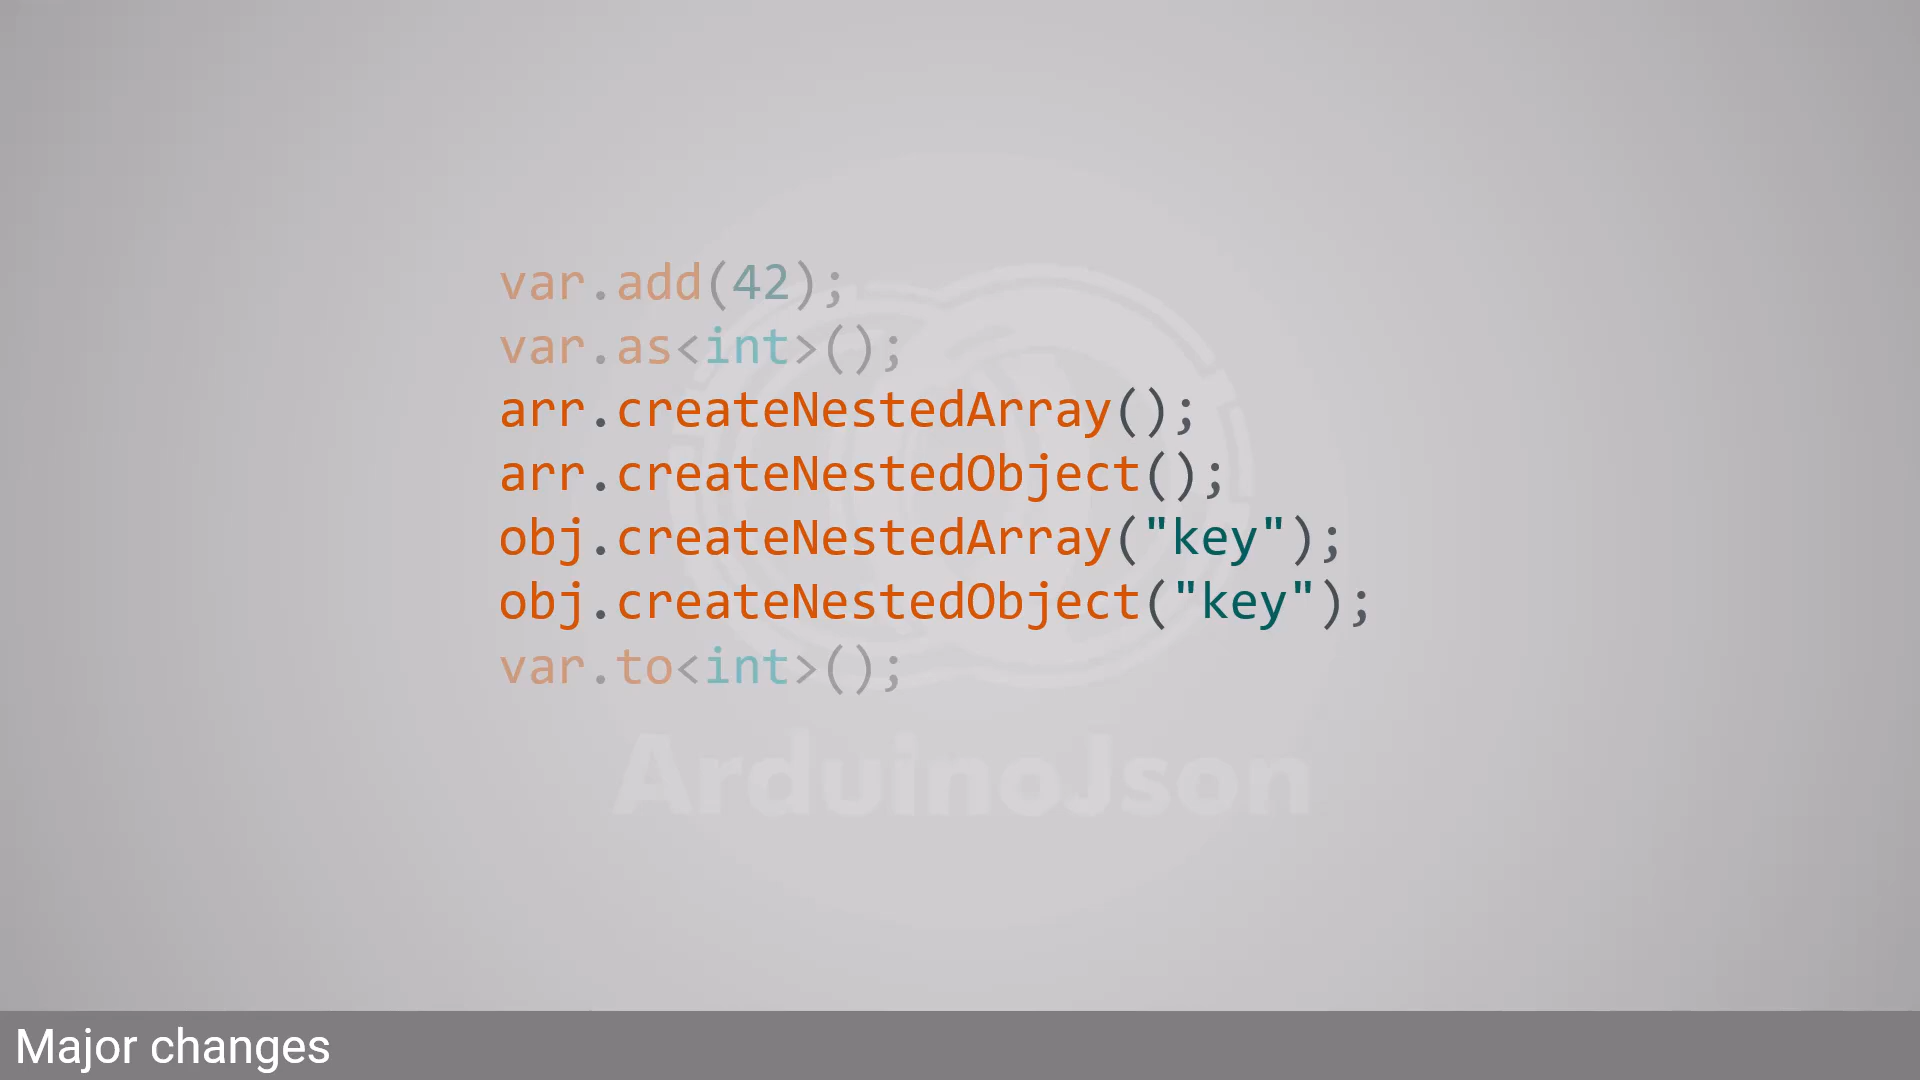 var.add(42);
var.as<int>();
arr.createNestedArray();
arr.createNestedObject();
obj.createNestedArray("key");
obj.createNestedObject("key");
var.to<int>();
ArduinoJson
Major changes